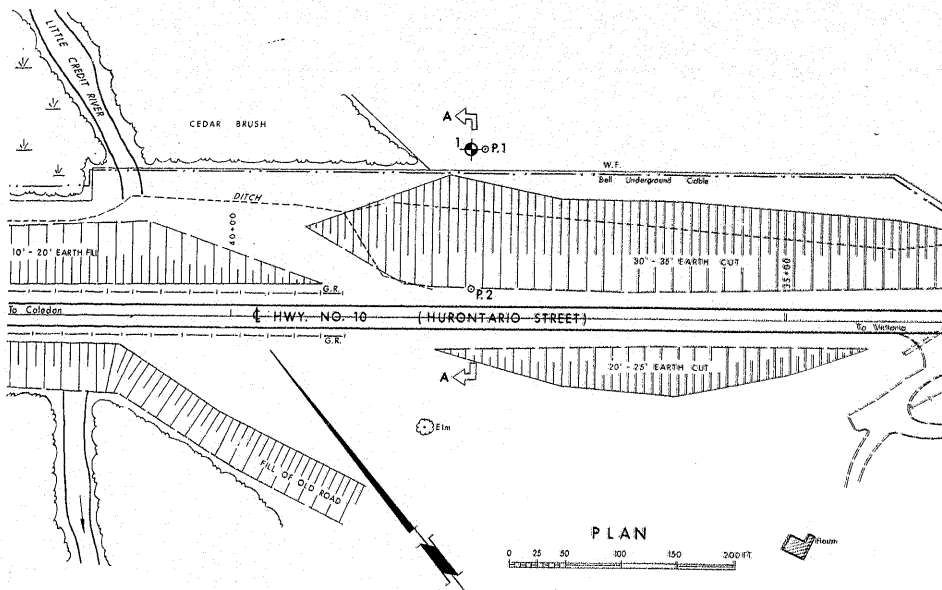 LITTLE CREDIT RIVER
CEDAR BRUSH
A
1 P.1
W.F.
Bell Underground Cable
DITCH
40+00
10' - 20' EARTH FILL
30' - 35' EARTH CUT
35+00
P.2
G.R.
To Caledon
℄ HWY. NO. 10 (HURONTARIO STREET)
To Victoria
G.R.
20' - 25' EARTH CUT
A
Elm
FILL OF OLD ROAD
PLAN
0 25 50 100 150 200 FT.